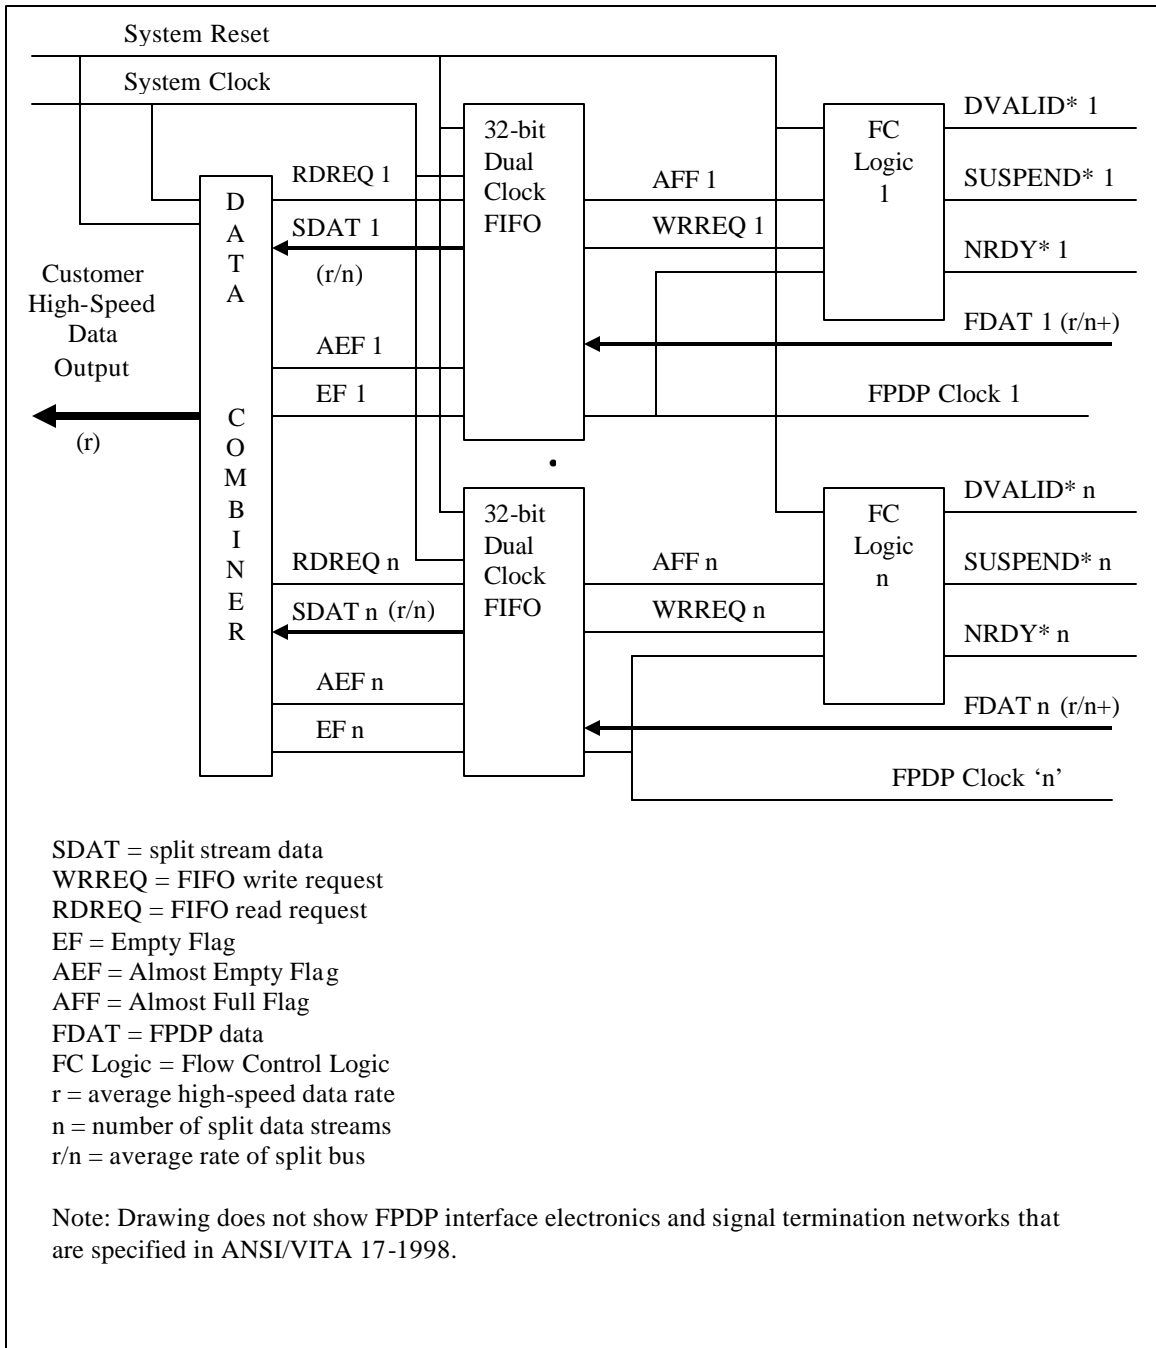 System Reset
System Clock
DVALID* 1
32-bit
Dual
Clock
FIFO
FC
Logic
1
RDREQ 1
AFF 1
SUSPEND* 1
SDAT 1
WRREQ 1
NRDY* 1
(r/n)
DATA COMBINER
Customer
High-Speed
Data
Output
(r)
FDAT 1 (r/n+)
AEF 1
EF 1
FPDP Clock 1
DVALID* n
32-bit
Dual
Clock
FIFO
FC
Logic
n
RDREQ n
AFF n
SUSPEND* n
SDAT n (r/n)
WRREQ n
NRDY* n
AEF n
FDAT n (r/n+)
EF n
FPDP Clock ‘n’
SDAT = split stream data
WRREQ = FIFO write request
RDREQ = FIFO read request
EF = Empty Flag
AEF = Almost Empty Flag
AFF = Almost Full Flag
FDAT = FPDP data
FC Logic = Flow Control Logic
r = average high-speed data rate
n = number of split data streams
r/n = average rate of split bus
Note: Drawing does not show FPDP interface electronics and signal termination networks that
are specified in ANSI/VITA 17-1998.